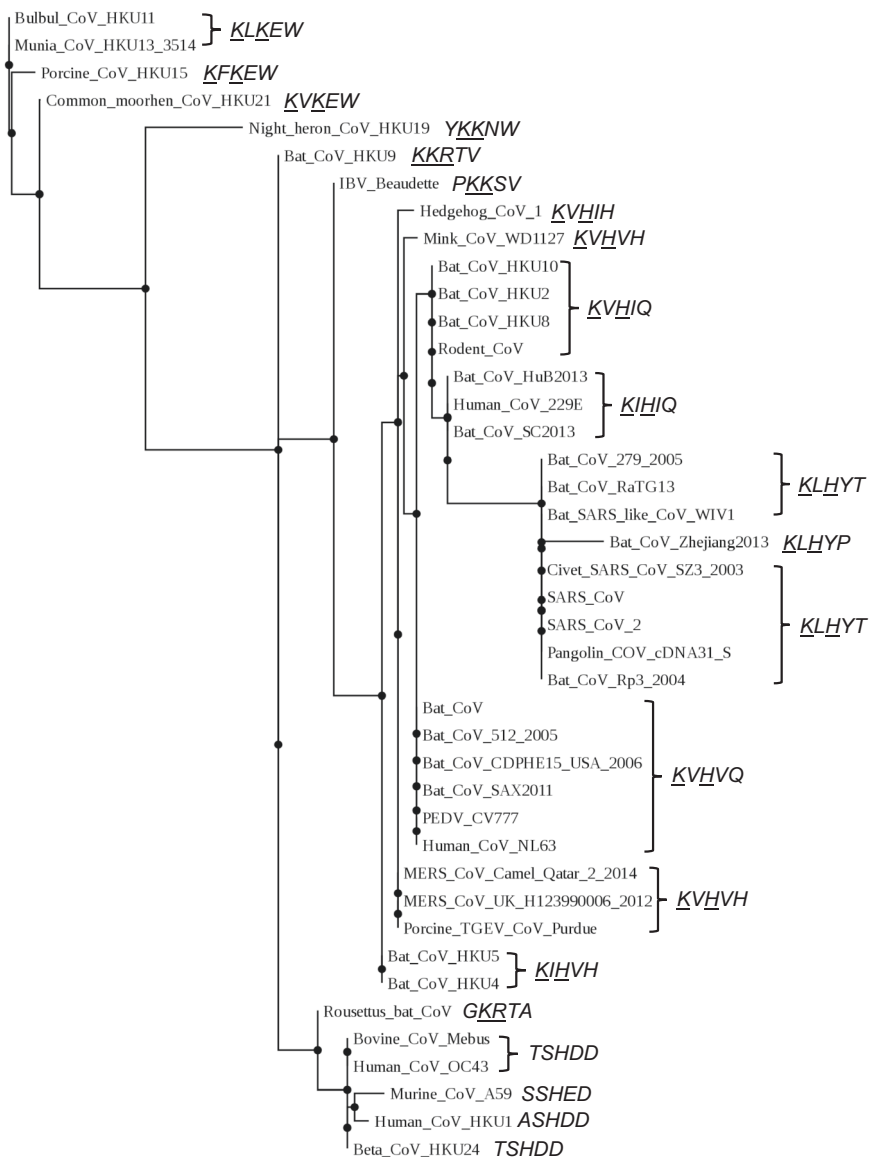 Bulbul_CoV_HKU11
KLKEW
Munia_CoV_HKU13_3514
Porcine_CoV_HKU15 KFKEW
Common_moorhen_CoV_HKU21 KVKEW
Night_heron_CoV_HKU19 YKKNW
Bat_CoV_HKU9 KKRTV
IBV_Beaudette PKKSV
Hedgehog_CoV_1 KVHIH
Mink_CoV_WD1127 KVHVH
Bat_CoV_HKU10
Bat_CoV_HKU2
KVHIQ
Bat_CoV_HKU8
Rodent_CoV
Bat_CoV_HuB2013
Human_CoV_229E KIHIQ
Bat_CoV_SC2013
Bat_CoV_279_2005
Bat_CoV_RaTG13 KLHYT
Bat_SARS_like_CoV_WIV1
Bat_CoV_Zhejiang2013 KLHYP
Civet_SARS_CoV_SZ3_2003
SARS_CoV
SARS_CoV_2 KLHYT
Pangolin_COV_cDNA31_S
Bat_CoV_Rp3_2004
Bat_CoV
Bat_CoV_512_2005
Bat_CoV_CDPHE15_USA_2006
KVHVQ
Bat_CoV_SAX2011
PEDV_CV777
Human_CoV_NL63
MERS_CoV_Camel_Qatar_2_2014
MERS_CoV_UK_H123990006_2012 KVHVH
Porcine_TGEV_CoV_Purdue
Bat_CoV_HKU5
KIHVH
Bat_CoV_HKU4
Rousettus_bat_CoV GKRTA
Bovine_CoV_Mebus
TSHDD
Human_CoV_OC43
Murine_CoV_A59 SSHED
Human_CoV_HKU1 ASHDD
Beta_CoV_HKU24 TSHDD